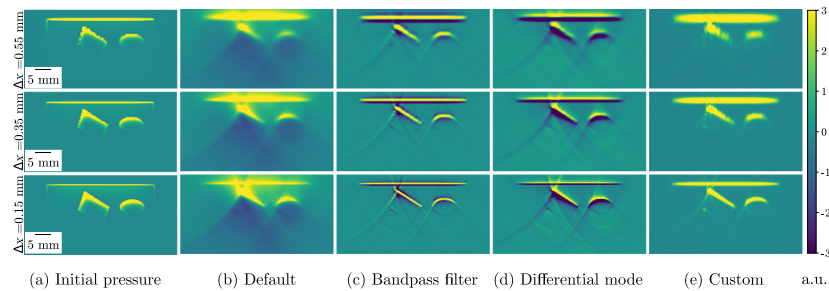 Δx =0.55 mm
5 mm
Δx =0.35 mm
5 mm
Δx =0.15 mm
5 mm
3
2
1
0
-1
-2
-3
(a) Initial pressure
(b) Default
(c) Bandpass filter
(d) Differential mode
(e) Custom
a.u.